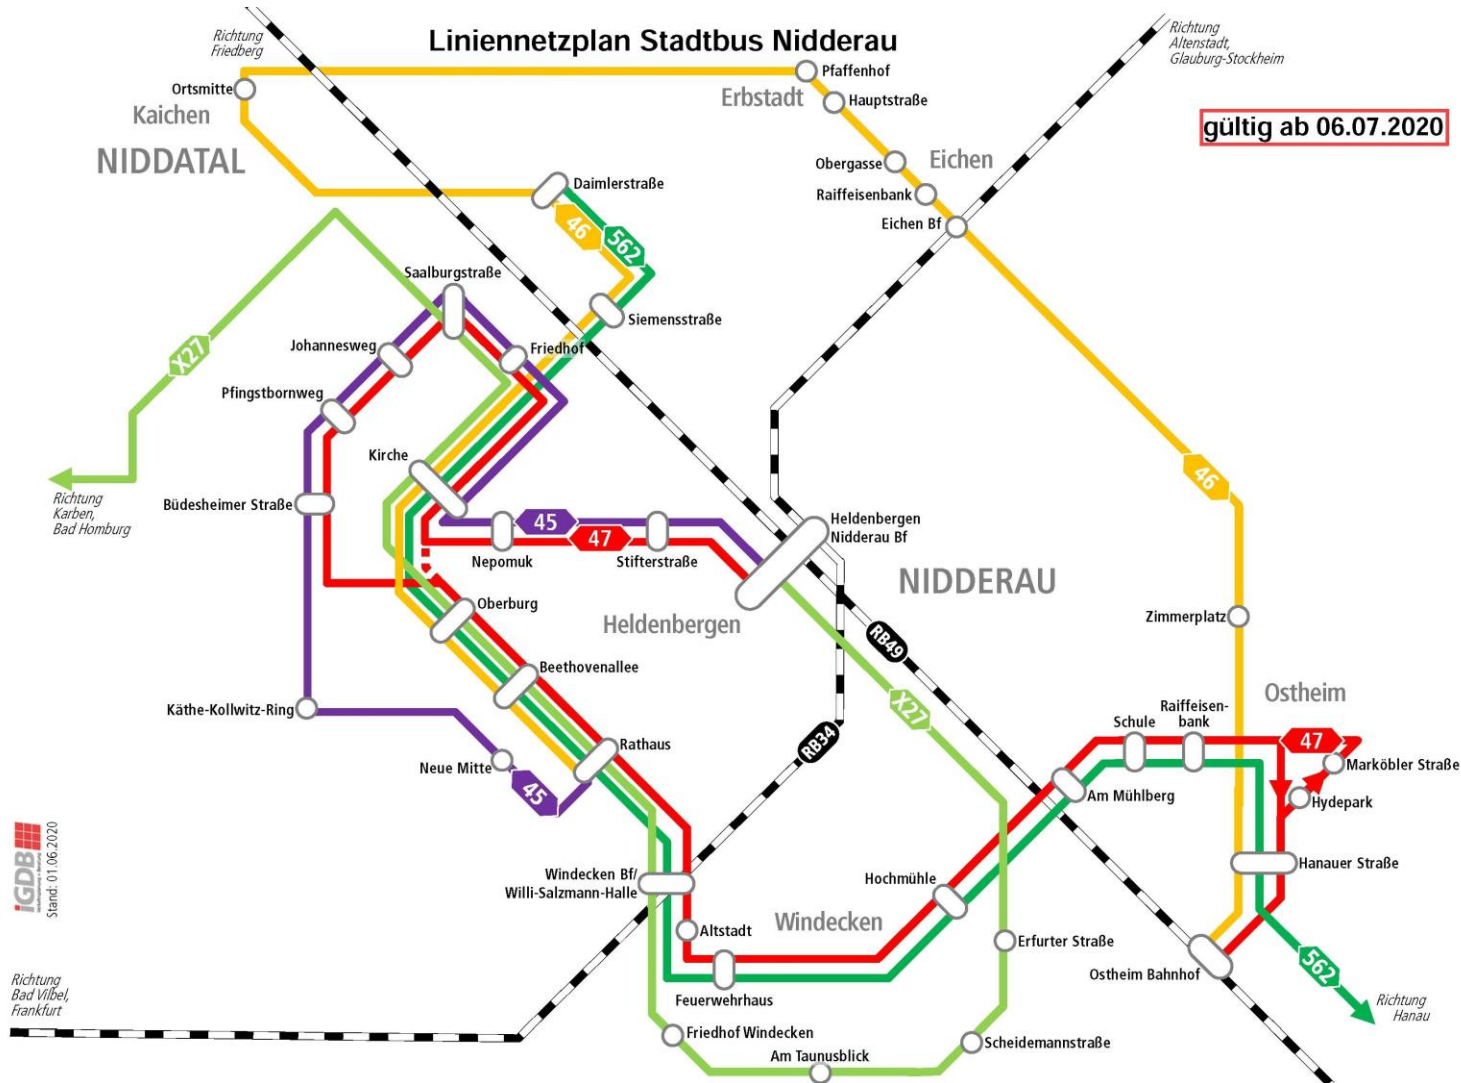 Liniennetzplan Stadtbus Nidderau
Richtung
Friedberg
Richtung
Altenstadt,
Glauburg-Stockheim
gültig ab 06.07.2020
Ortsmitte
Kaichen
NIDDATAL
Pfaffenhof
Erbstadt
Hauptstraße
Obergasse
Eichen
Raiffeisenbank
Eichen Bf
Daimlerstraße
46
562
Saalburgstraße
Siemensstraße
X27
Johannesweg
Friedhof
Pfingstbornweg
Kirche
Richtung
Karben,
Bad Homburg
Büdesheimer Straße
45
47
Nepomuk
Stifterstraße
Heldenbergen
Nidderau Bf
46
NIDDERAU
Heldenbergen
Oberburg
Zimmerplatz
RB49
Beethovenallee
Käthe-Kollwitz-Ring
Rathaus
Neue Mitte
45
X27
RB34
Ostheim
Schule
Raiffeisen-
bank
47
Marköbler Straße
Am Mühlberg
Hydepark
Hanauer Straße
Windecken Bf/
Willi-Salzmann-Halle
Hochmühle
Windecken
Altstadt
Erfurter Straße
Ostheim Bahnhof
562
Richtung
Hanau
Feuerwehrhaus
Friedhof Windecken
Am Taunusblick
Scheidemannstraße
Richtung
Bad Vilbel,
Frankfurt
iGDB
Stand: 01.06.2020